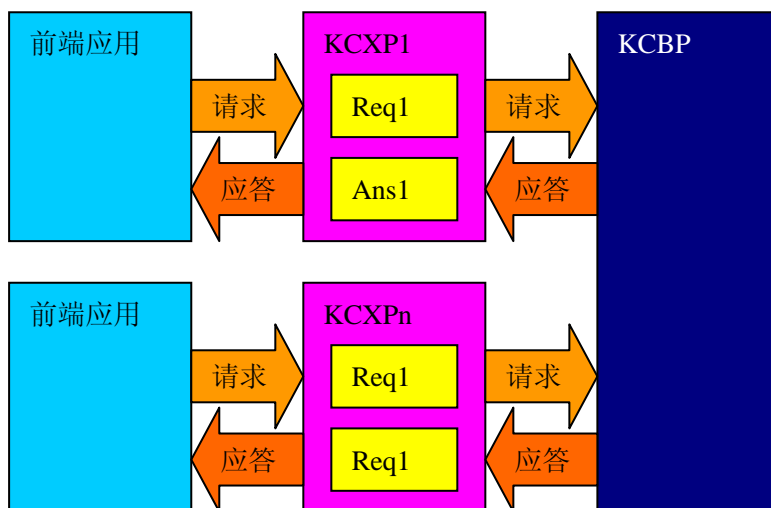 前端应用
KCXP1
KCBP
请求
Req1
请求
应答
Ans1
应答
前端应用
KCXPn
请求
Req1
请求
应答
Req1
应答